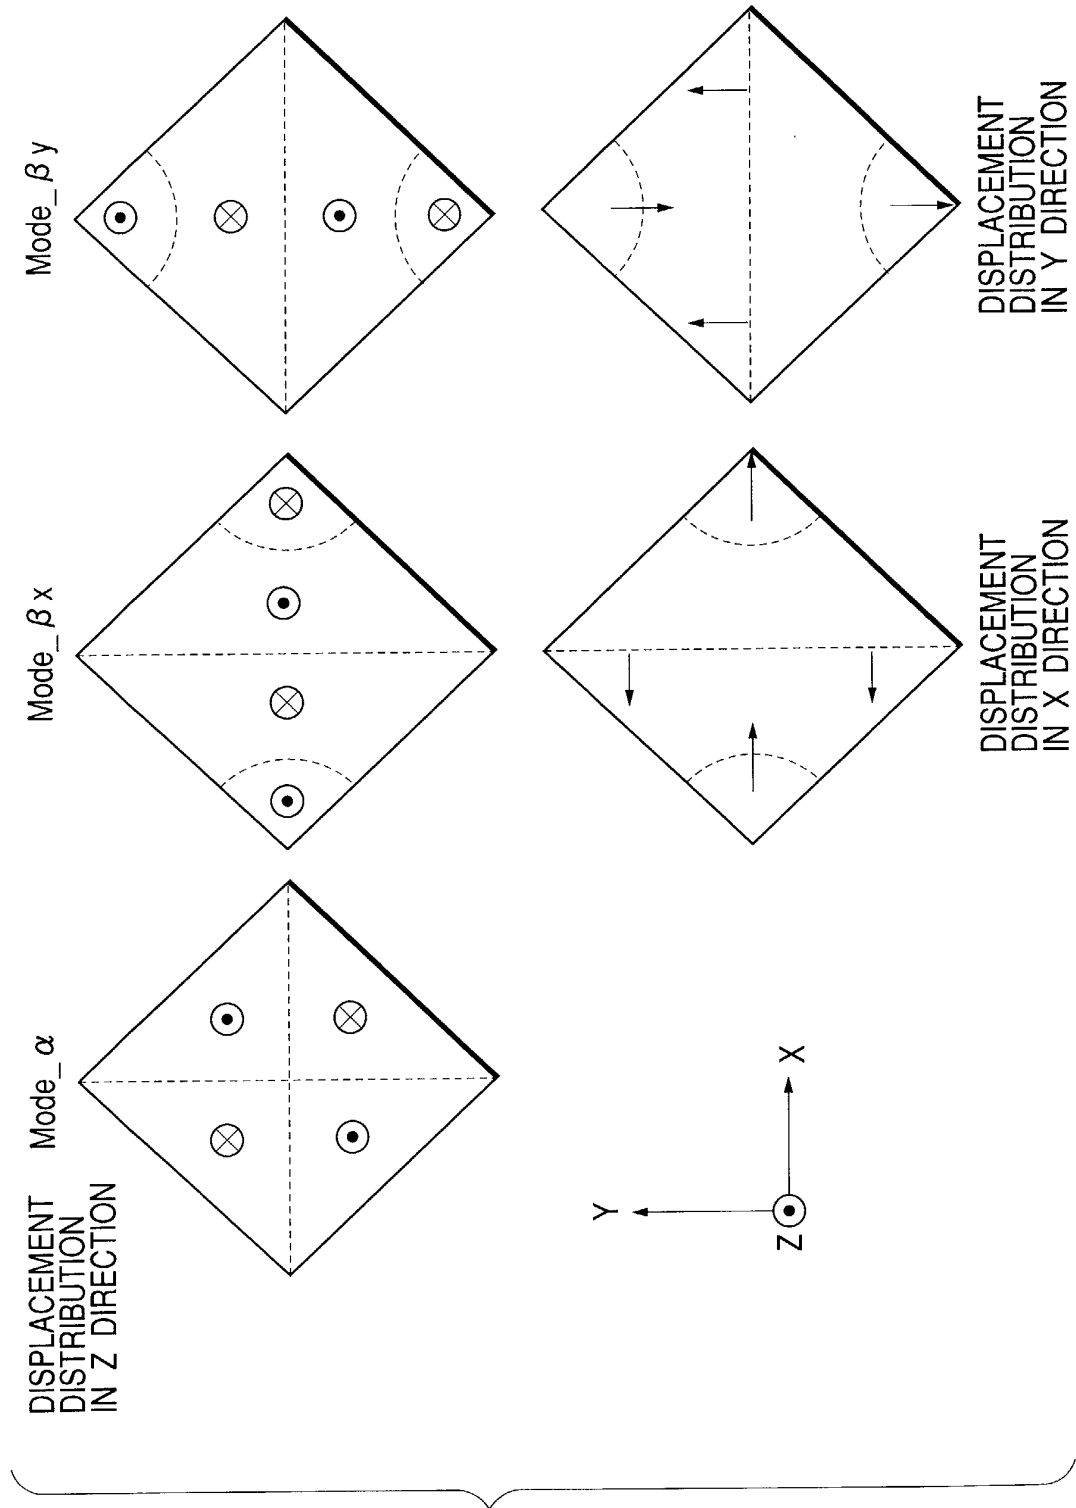 DISPLACEMENT
DISTRIBUTION
IN Z DIRECTION
Mode_α
Mode_βx
Mode_βy
Y
X
Z
DISPLACEMENT
DISTRIBUTION
IN X DIRECTION
DISPLACEMENT
DISTRIBUTION
IN Y DIRECTION